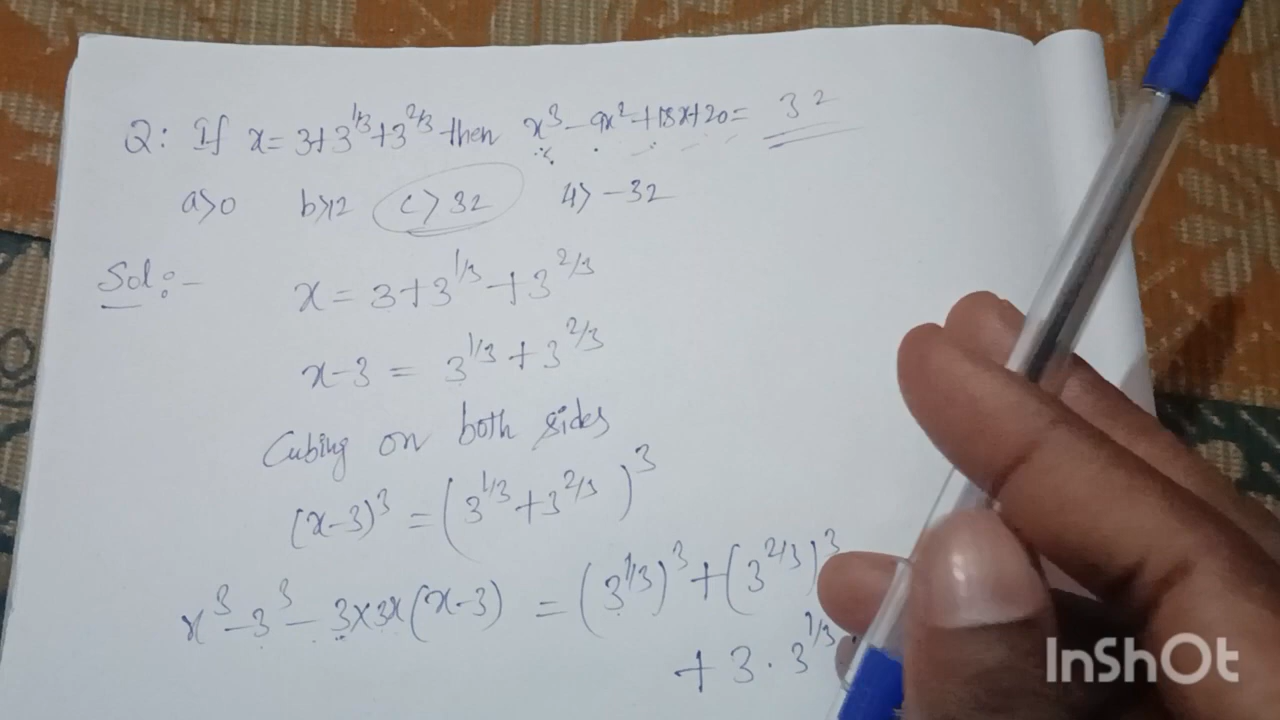 Q: If x = 3+3^1/3+3^2/3 then x^3-9x^2+18x+20= 32
a>0 b>12 c>32 4>-32
Sol:- x = 3+3^1/3+3^2/3
x-3 = 3^1/3+3^2/3
Cubing on both sides
(x-3)^3 = (3^1/3+3^2/3)^3
x^3-3^3-3×3x(x-3) = (3^1/3)^3+(3^2/3)^3
+3.3^1/3.
InShOt